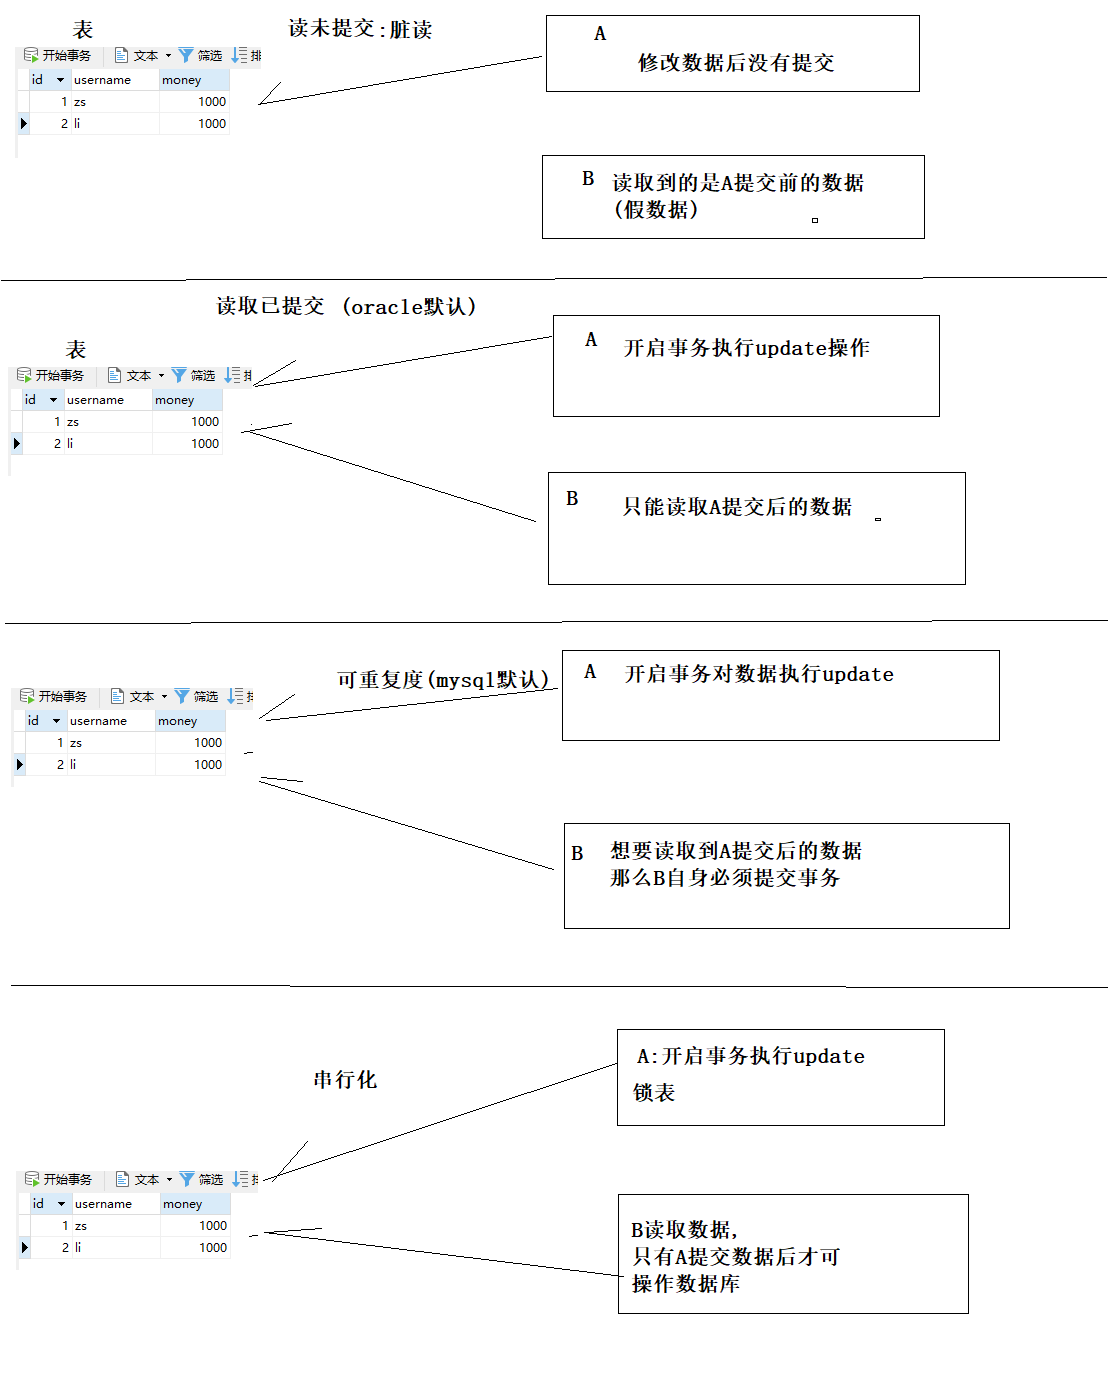 表
读未提交:脏读
开始事务 文本 筛选 排
id username money
1 zs 1000
2 li 1000
A
修改数据后没有提交
B 读取到的是A提交前的数据
(假数据)
读取已提交 (oracle默认)
表
开始事务 文本 筛选
id username money
1 zs 1000
2 li 1000
A 开启事务执行update操作
B 只能读取A提交后的数据
可重复度(mysql默认)
开始事务 文本 筛选
id username money
1 zs 1000
2 li 1000
A 开启事务对数据执行update
B 想要读取到A提交后的数据
那么B自身必须提交事务
串行化
开始事务 文本 筛选
id username money
1 zs 1000
2 li 1000
A:开启事务执行update
锁表
B读取数据,
只有A提交数据后才可
操作数据库